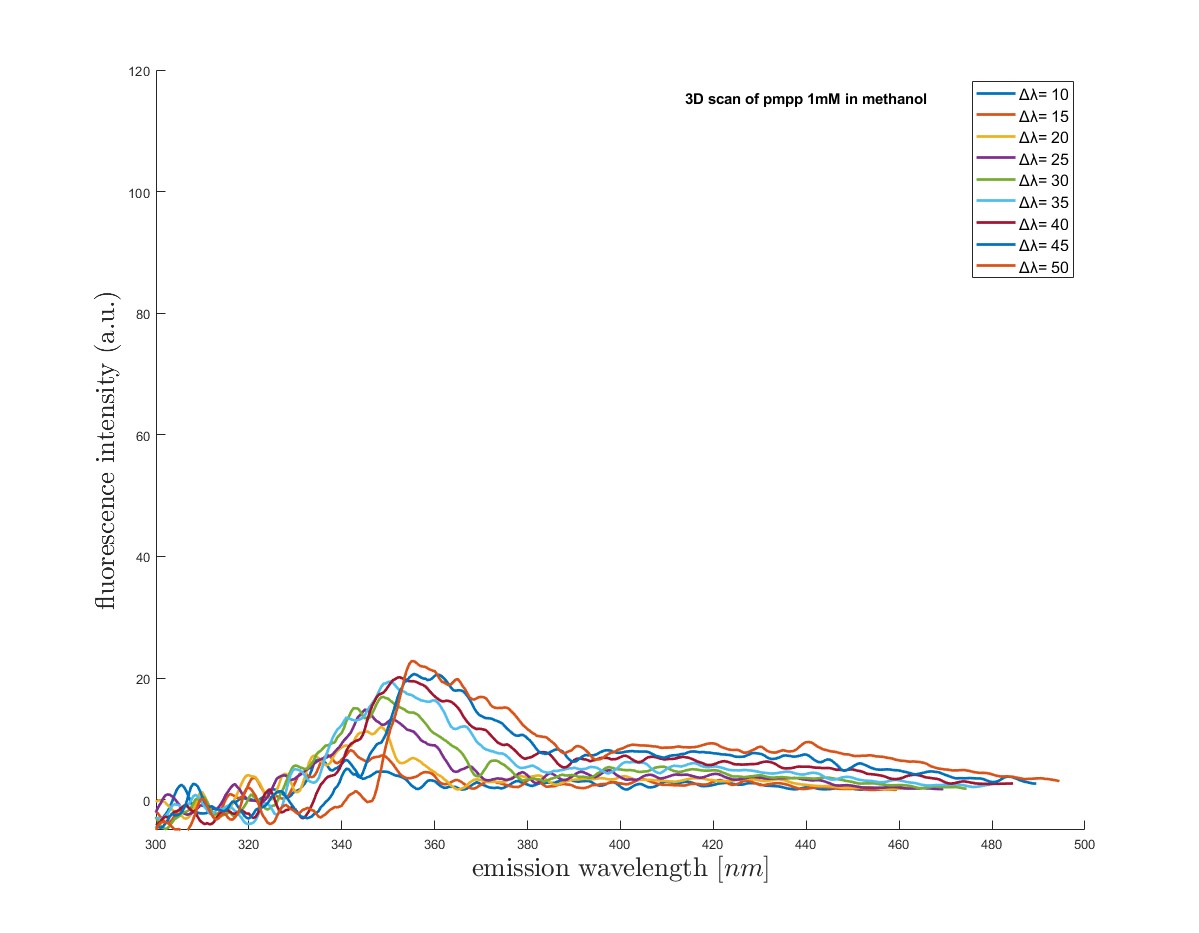 120
3D scan of pmpp 1mM in methanol
Δλ= 10
Δλ= 15
Δλ= 20
Δλ= 25
Δλ= 30
Δλ= 35
Δλ= 40
Δλ= 45
Δλ= 50
100
80
60
40
20
0
fluorescence intensity (a.u.)
300 320 340 360 380 400 420 440 460 480 500
emission wavelength [nm]